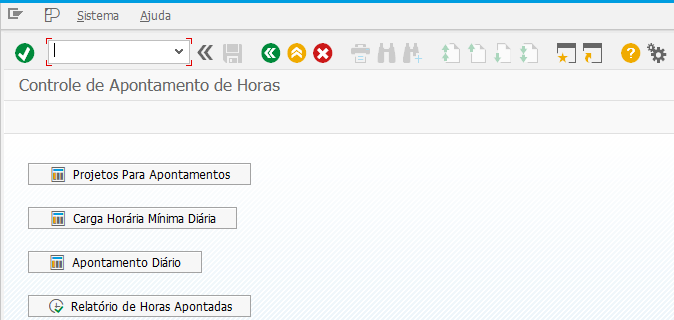 Sistema Ajuda
Controle de Apontamento de Horas
Projetos Para Apontamentos
Carga Horária Mínima Diária
Apontamento Diário
Relatório de Horas Apontadas